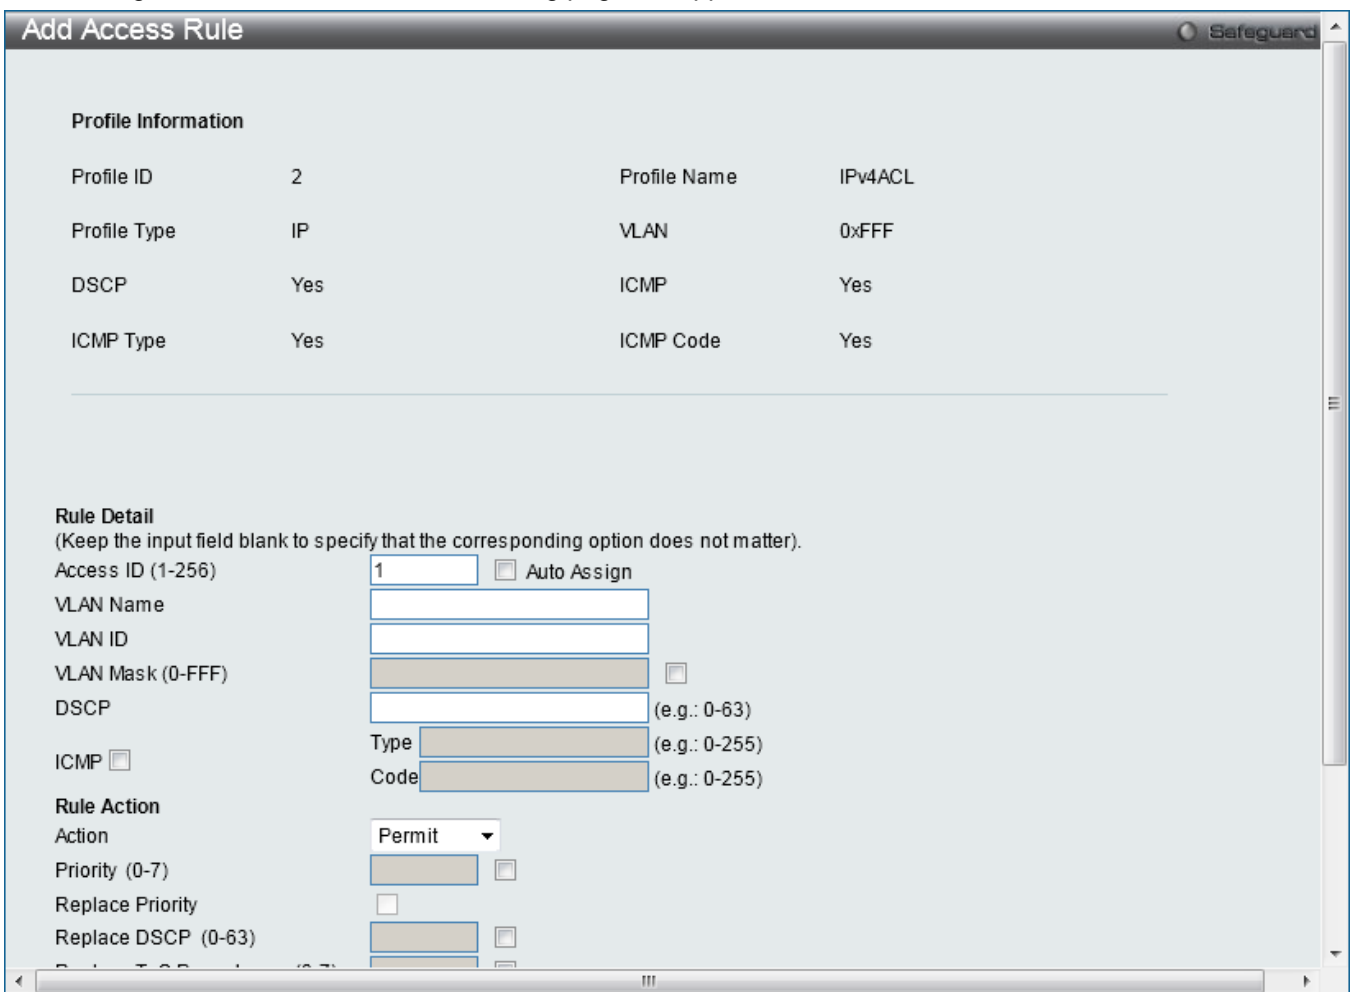 Add Access Rule Safeguard
Profile Information
Profile ID 2 Profile Name IPv4ACL
Profile Type IP VLAN 0xFFF
DSCP Yes ICMP Yes
ICMP Type Yes ICMP Code Yes
Rule Detail
(Keep the input field blank to specify that the corresponding option does not matter).
Access ID (1-256) 1 Auto Assign
VLAN Name
VLAN ID
VLAN Mask (0-FFF)
DSCP (e.g.: 0-63)
ICMP Type (e.g.: 0-255)
Code (e.g.: 0-255)
Rule Action
Action Permit
Priority (0-7)
Replace Priority
Replace DSCP (0-63)